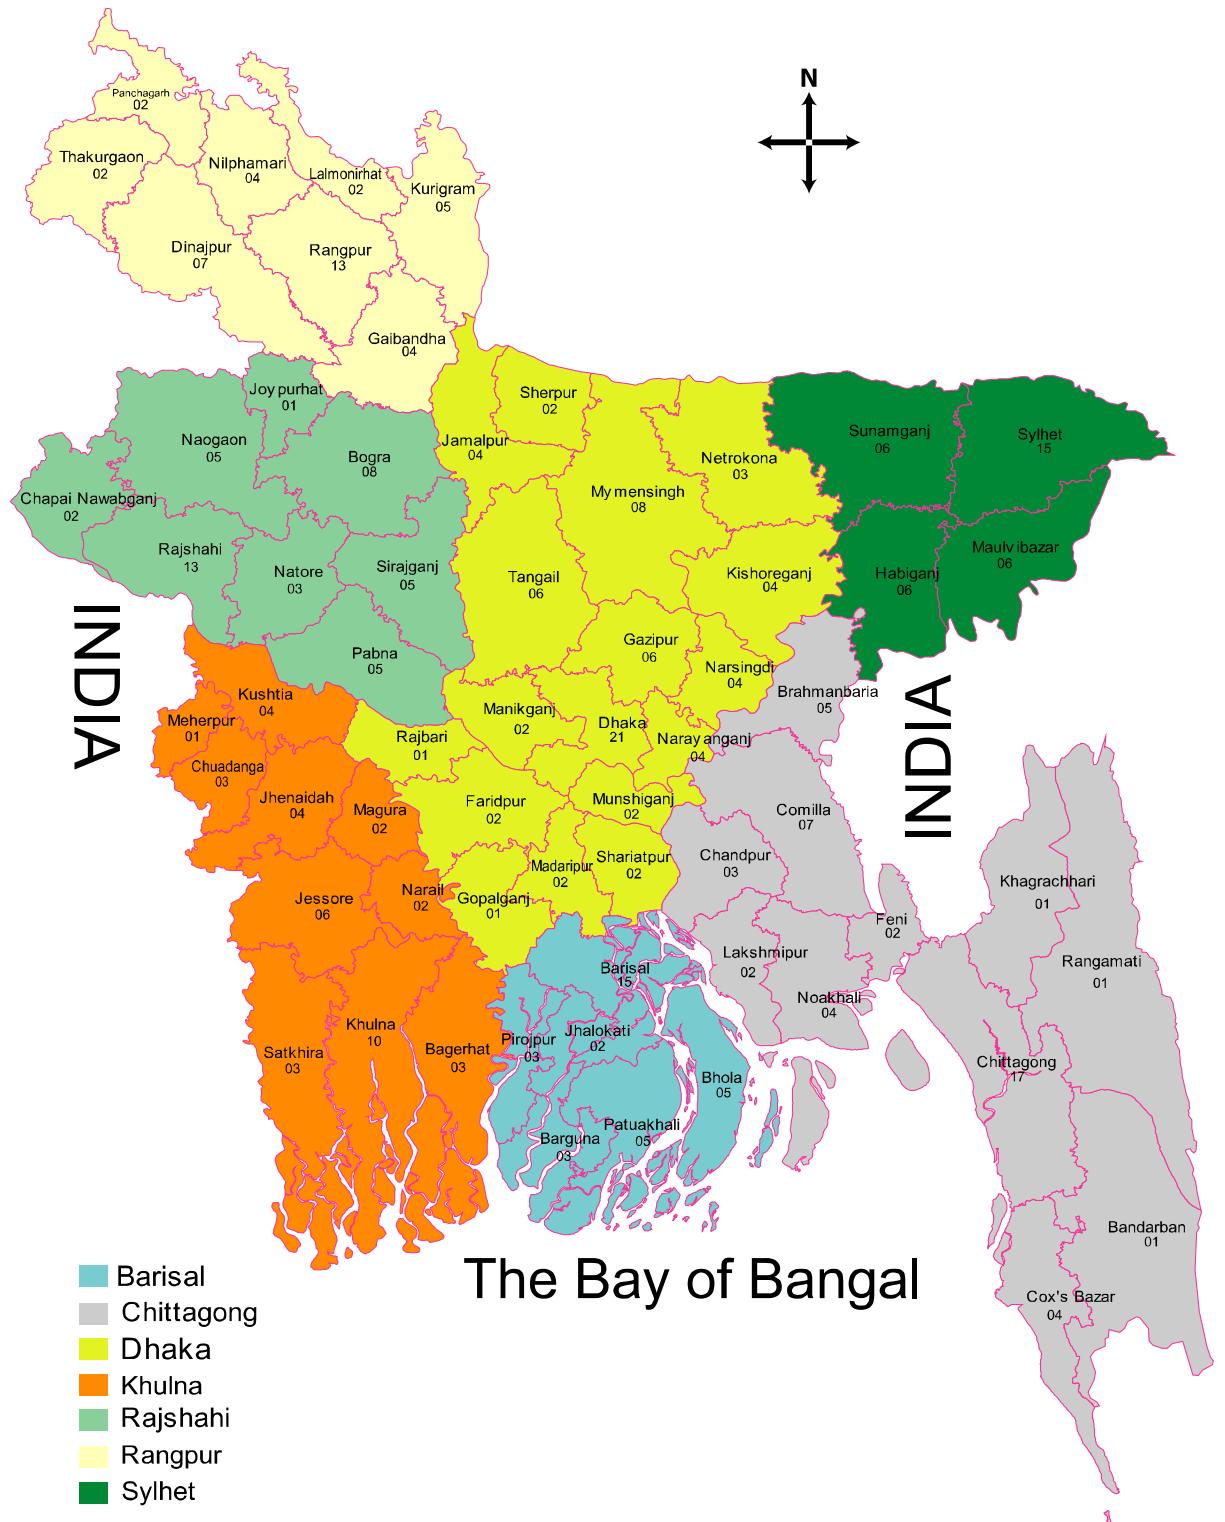 N
Panchagarh
02
Thakurgaon
02
Nilphamari
04
Lalmonirhat
02
Kurigram
05
Dinajpur
07
Rangpur
13
Gaibandha
04
Joypurhat
01
Naogaon
05
Bogra
08
Chapai Nawabganj
02
Rajshahi
13
Natore
03
Sirajganj
05
Pabna
05
Sherpur
02
Jamalpur
04
Mymensingh
08
Netrokona
03
Tangail
06
Kishoreganj
04
Gazipur
06
Narsingdi
04
Manikganj
02
Dhaka
21
Narayanganj
04
Rajbari
01
Faridpur
02
Munshiganj
02
Madaripur
02
Shariatpur
02
Gopalganj
01
Sunamganj
06
Sylhet
15
Habiganj
06
Maulvibazar
06
INDIA
INDIA
Kushtia
04
Meherpur
01
Chuadanga
03
Jhenaidah
04
Magura
02
Jessore
06
Narail
02
Satkhira
03
Khulna
10
Bagerhat
03
Brahmanbaria
05
Comilla
07
Chandpur
03
Feni
02
Lakshmipur
02
Noakhali
04
Khagrachhari
01
Rangamati
01
Chittagong
17
Bandarban
01
Cox's Bazar
04
Barisal
15
Pirojpur
03
Jhalokati
02
Bhola
05
Patuakhali
05
Barguna
03
The Bay of Bangal
Barisal
Chittagong
Dhaka
Khulna
Rajshahi
Rangpur
Sylhet